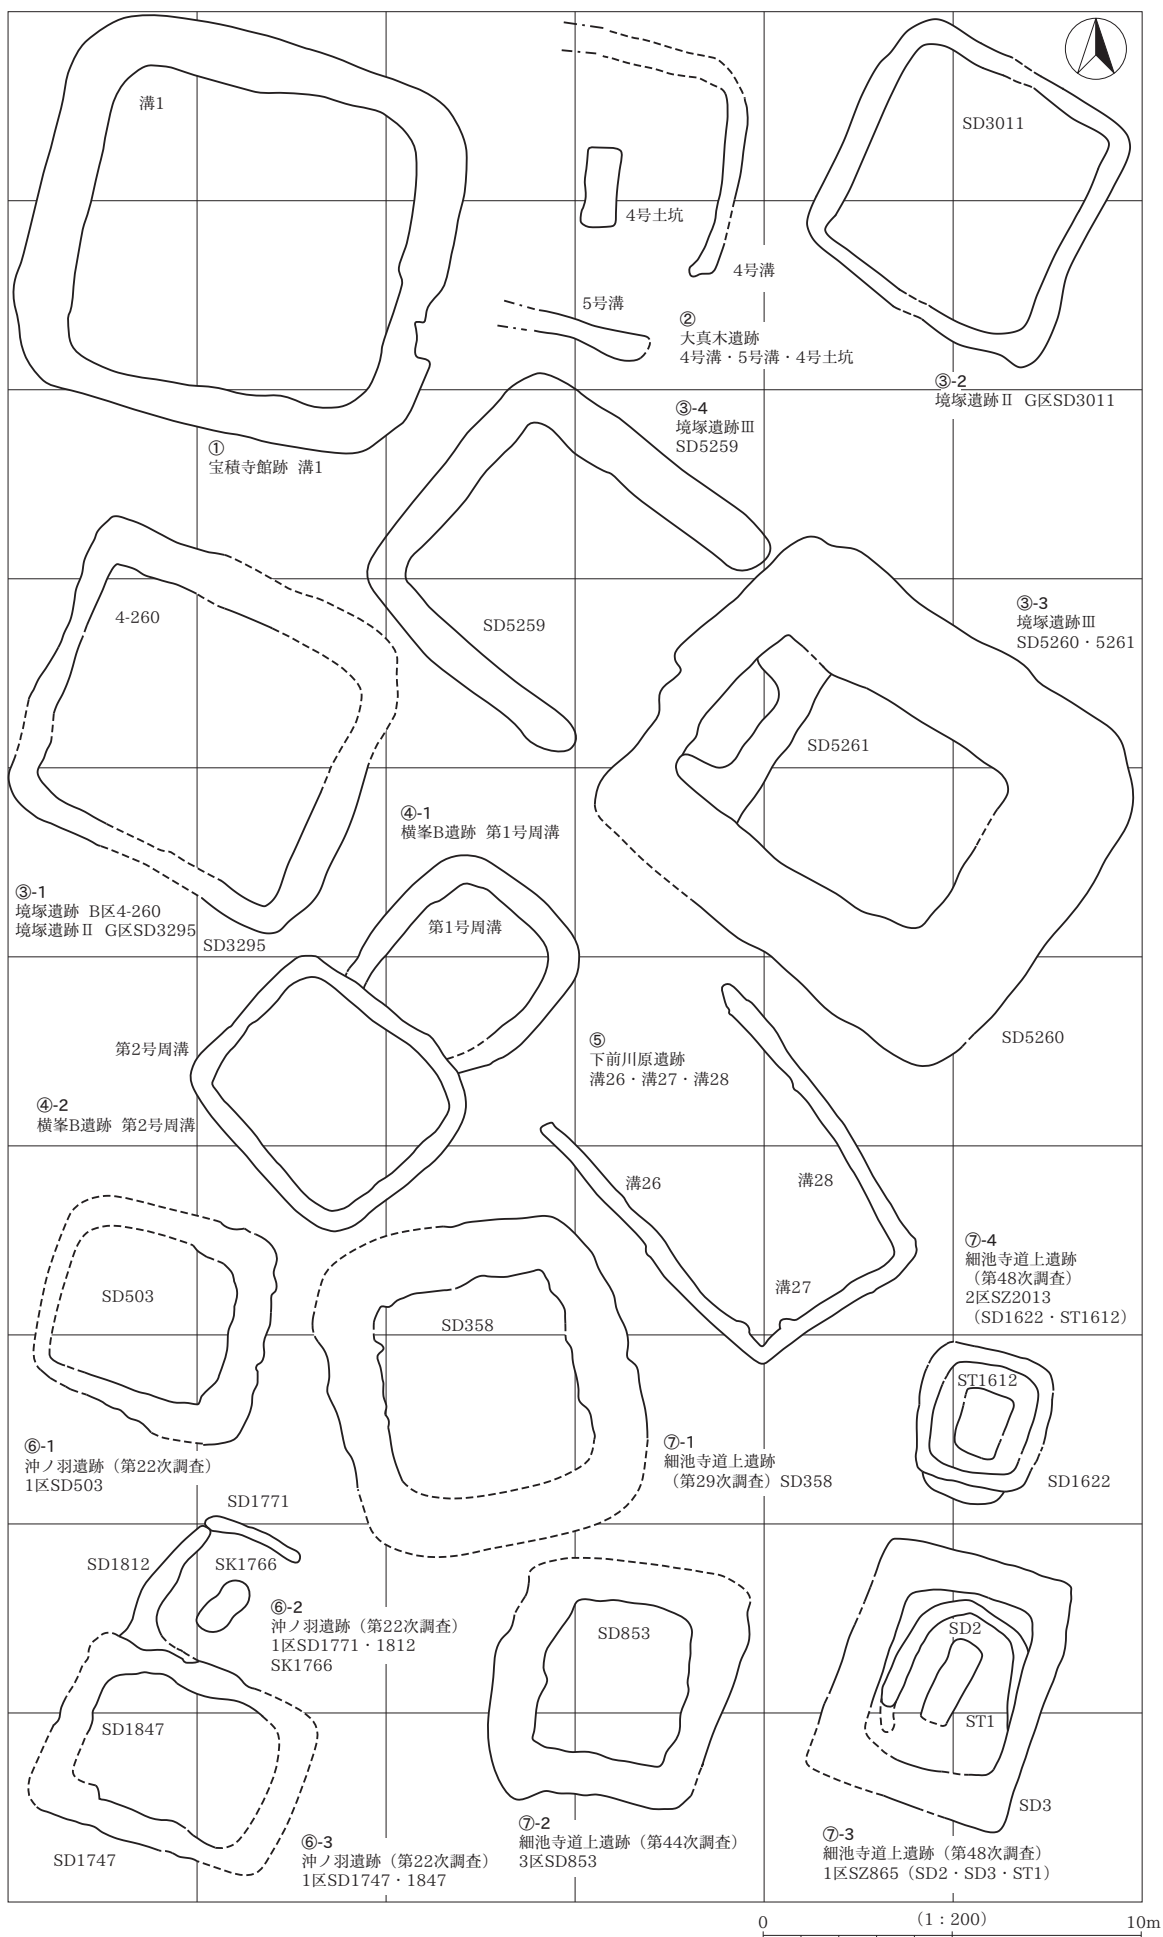 溝1
4号土坑
4号溝
5号溝
②
大真木遺跡
4号溝・5号溝・4号土坑
SD3011
③-2
境塚遺跡Ⅱ G区SD3011
①
宝積寺館跡 溝1
③-4
境塚遺跡Ⅲ
SD5259
SD5259
4-260
③-1
境塚遺跡 B区4-260
境塚遺跡Ⅱ G区SD3295
SD3295
③-3
境塚遺跡Ⅲ
SD5260・5261
SD5261
SD5260
④-1
横峯B遺跡 第1号周溝
第1号周溝
第2号周溝
④-2
横峯B遺跡 第2号周溝
⑤
下前川原遺跡
溝26・溝27・溝28
溝26
溝28
溝27
SD503
⑥-1
沖ノ羽遺跡（第22次調査）
1区SD503
SD358
⑦-1
細池寺道上遺跡
（第29次調査）SD358
⑦-4
細池寺道上遺跡
（第48次調査）
2区SZ2013
（SD1622・ST1612）
ST1612
SD1622
SD1771
SD1812
SK1766
⑥-2
沖ノ羽遺跡（第22次調査）
1区SD1771・1812
SK1766
SD1847
SD1747
⑥-3
沖ノ羽遺跡（第22次調査）
1区SD1747・1847
SD853
⑦-2
細池寺道上遺跡（第44次調査）
3区SD853
SD2
ST1
SD3
⑦-3
細池寺道上遺跡（第48次調査）
1区SZ865（SD2・SD3・ST1）
0 （1：200） 10m